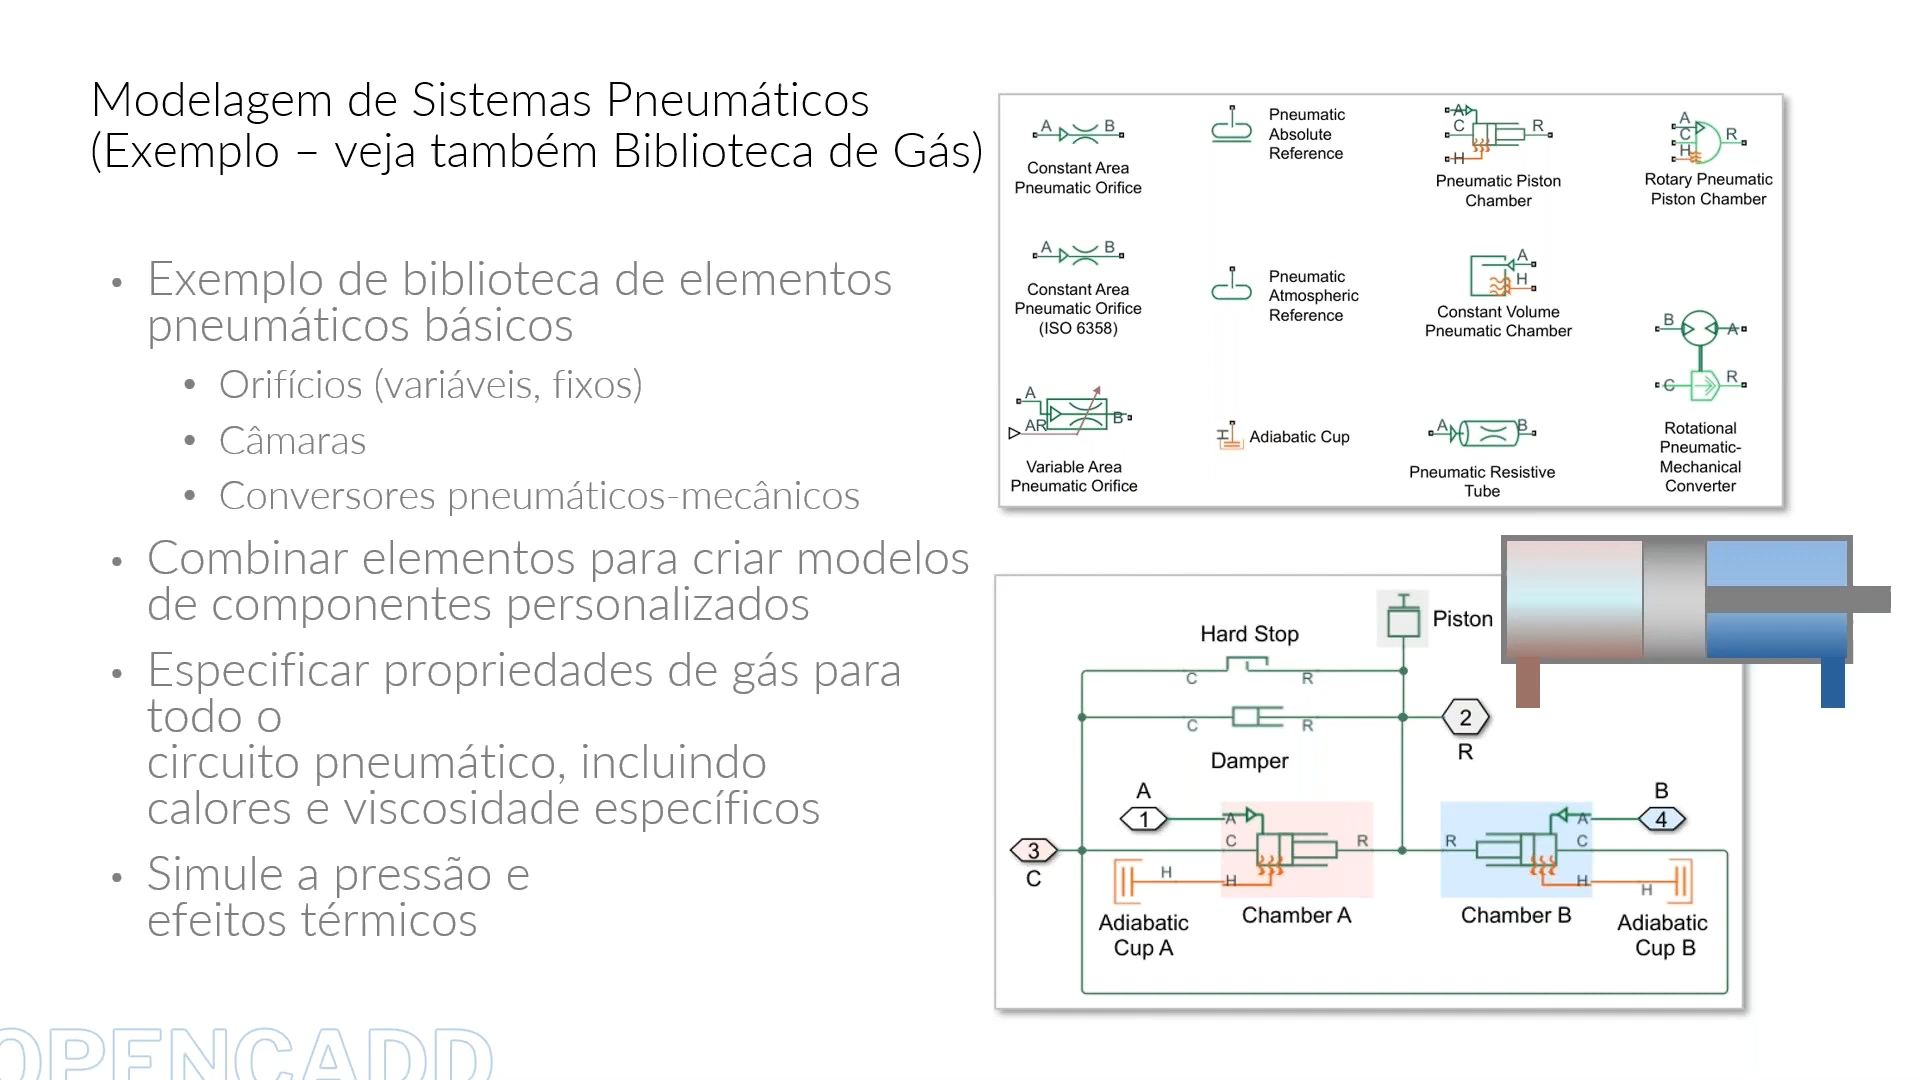 Modelagem de Sistemas Pneumáticos
(Exemplo – veja também Biblioteca de Gás)
• Exemplo de biblioteca de elementos
pneumáticos básicos
• Orifícios (variáveis, fixos)
• Câmaras
• Conversores pneumáticos-mecânicos
• Combinar elementos para criar modelos
de componentes personalizados
• Especificar propriedades de gás para
todo o
circuito pneumático, incluindo
calores e viscosidade específicos
• Simule a pressão e
efeitos térmicos
A B
Constant Area
Pneumatic Orifice
Pneumatic
Absolute
Reference
A
C R
H
Pneumatic Piston
Chamber
A
C R
H
Rotary Pneumatic
Piston Chamber
A B
Constant Area
Pneumatic Orifice
(ISO 6358)
Pneumatic
Atmospheric
Reference
A
H
Constant Volume
Pneumatic Chamber
B A
C R
Rotational
Pneumatic-
Mechanical
Converter
A
AR B
Variable Area
Pneumatic Orifice
H
Adiabatic Cup
A B
Pneumatic Resistive
Tube
Piston
Hard Stop
C R
C R
Damper
2
R
A
1
B
4
3
C
A
C R
H H
Chamber A
Adiabatic
Cup A
R A
C
H H
Chamber B
Adiabatic
Cup B
OPENCADD